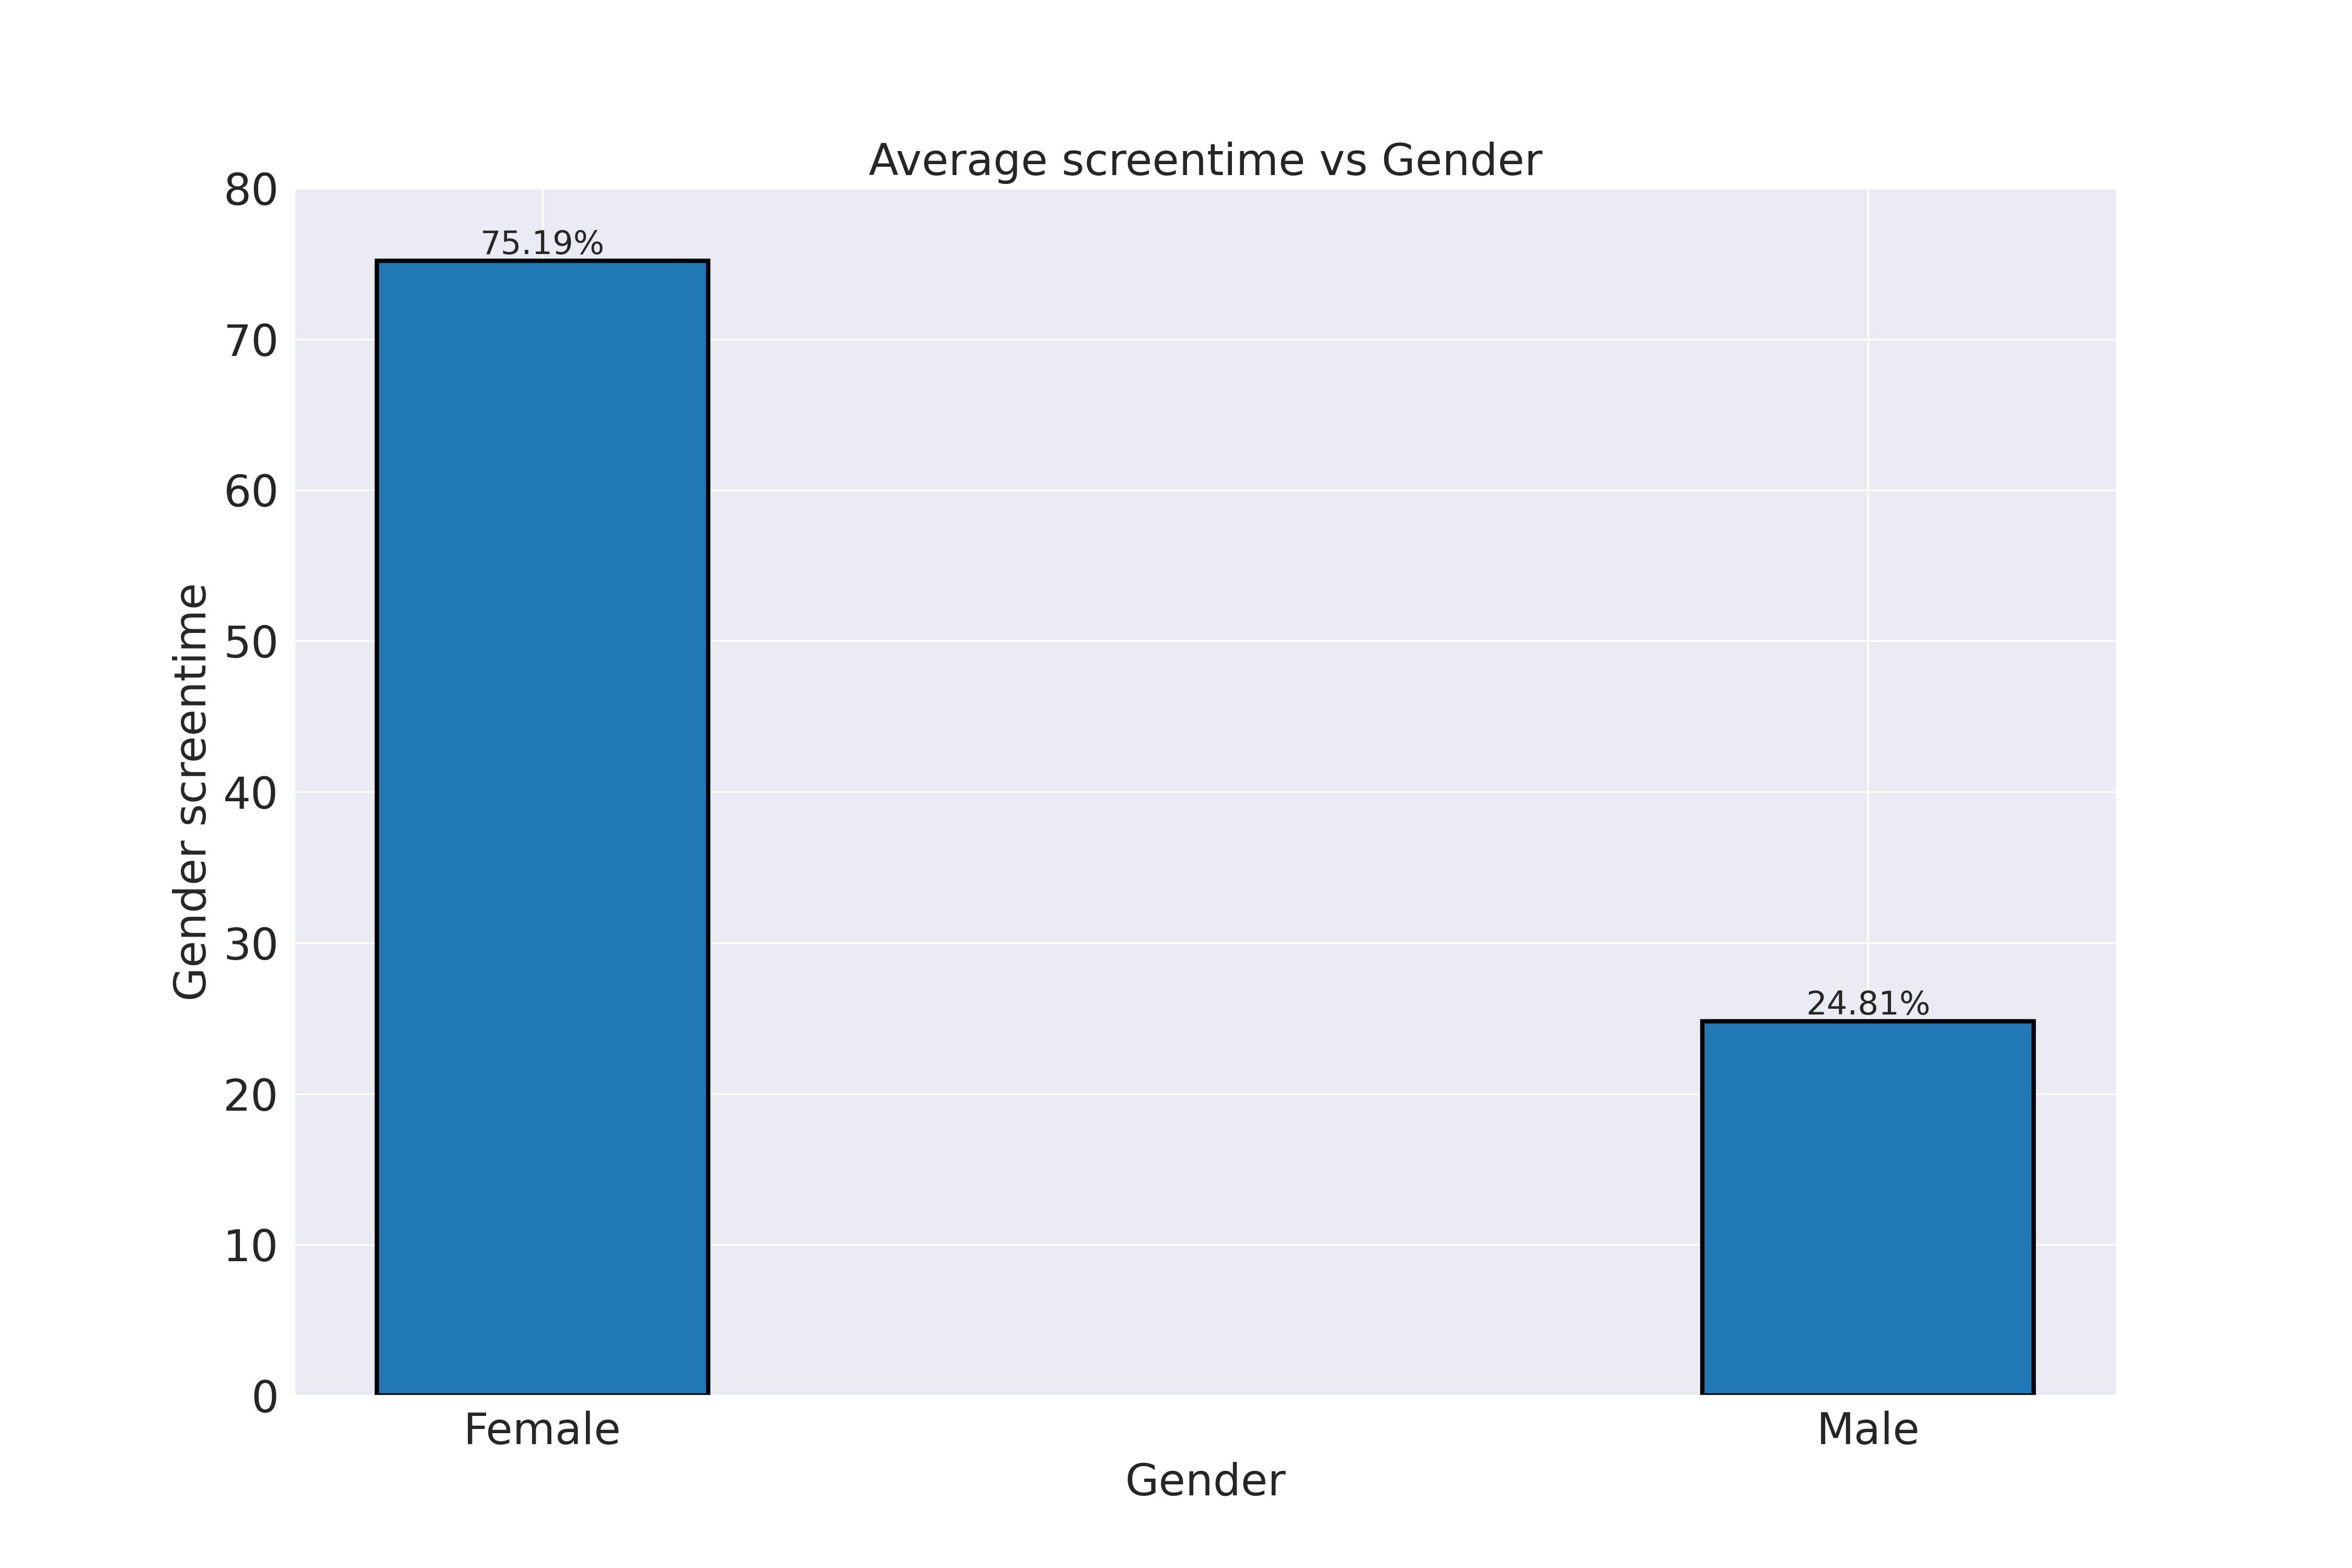 Average screentime vs Gender
80
70
60
50
40
30
20
10
0
Gender screentime
75.19%
24.81%
Female
Male
Gender